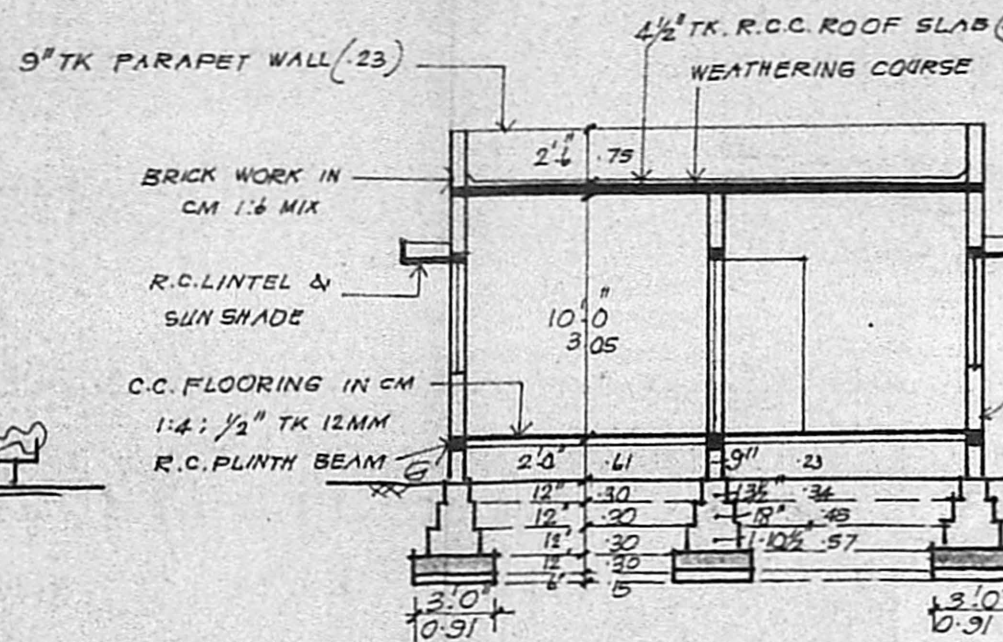 4½" TK. R.C.C. ROOF SLAB (
9" TK PARAPET WALL (.23)
WEATHERING COURSE
2'6" .75
BRICK WORK IN
CM 1:6 MIX
R.C. LINTEL &
SUN SHADE
10'-0"
3.05
C.C. FLOORING IN CM
1:4; ½" TK 12MM
R.C. PLINTH BEAM
2'0" .61
9" .23
12" .30
13½" .34
12" .30
18" .45
12" .30
1-10½" .57
12" .30
6" 15
3'0"
0.91
3'0
0.91